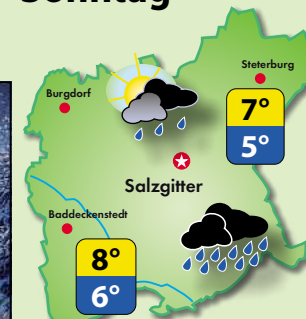 Sonntag
Steterburg
Burgdorf
7°
5°
Salzgitter
Baddeckenstedt
8°
6°